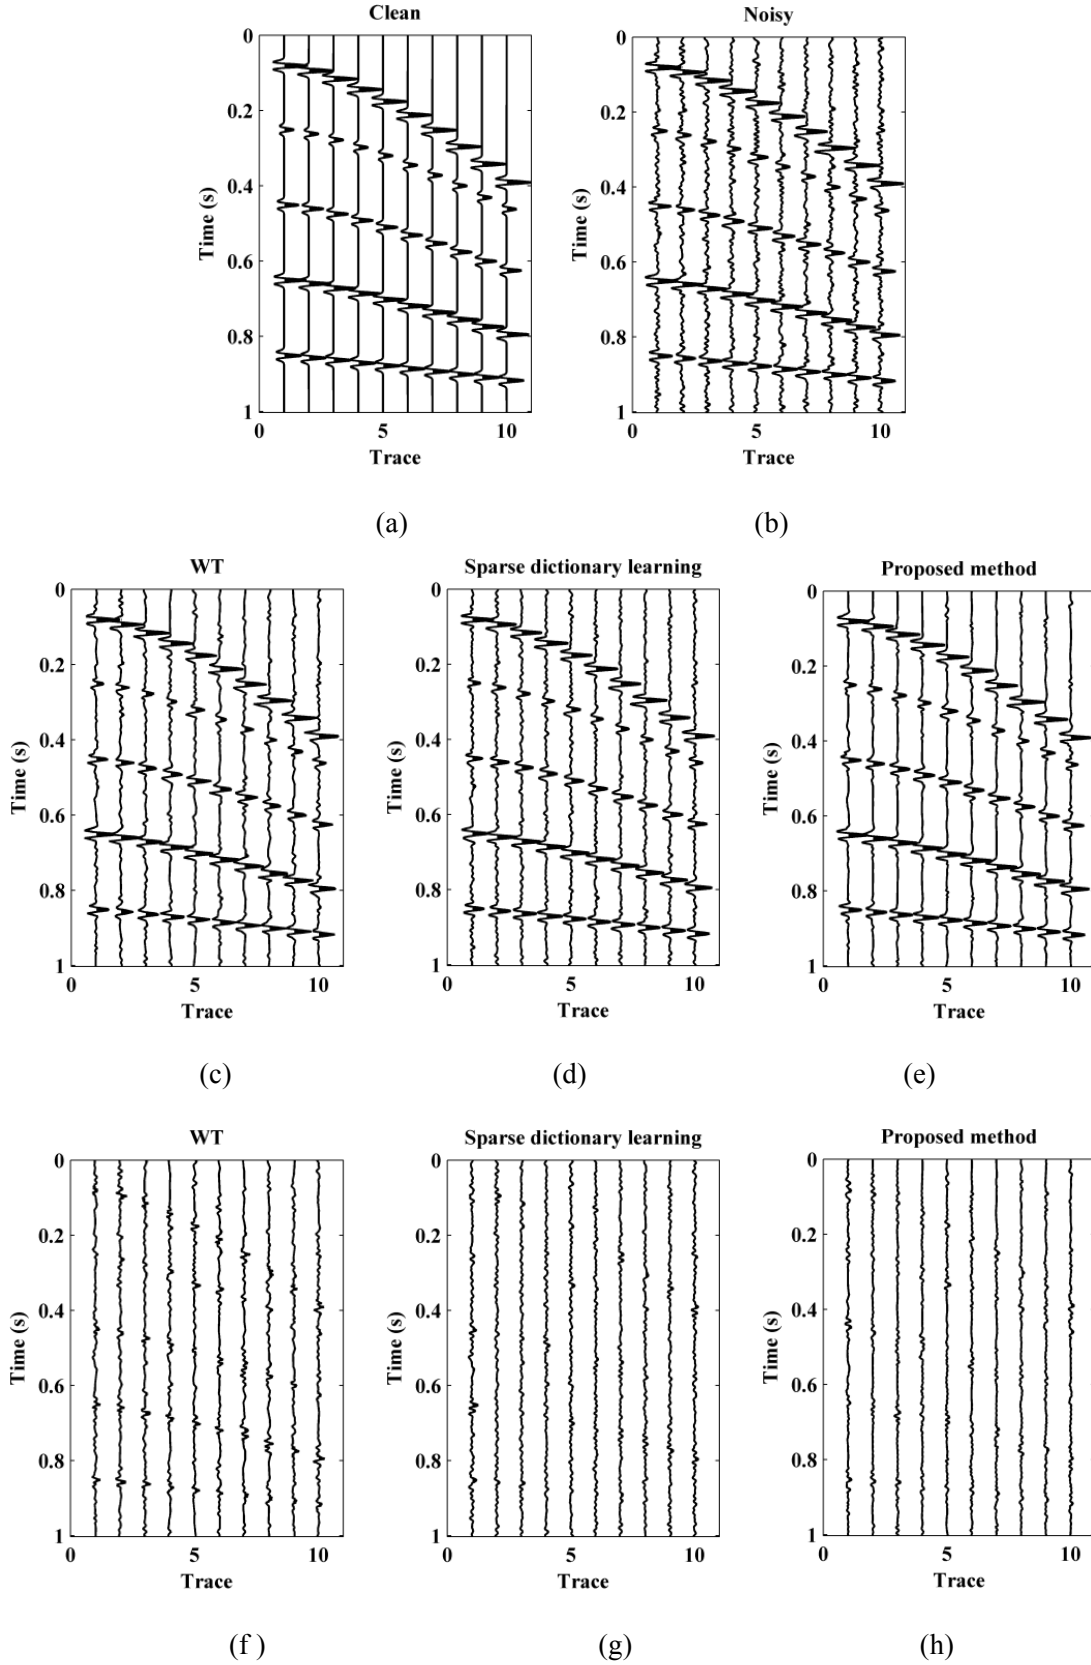 Clean
Noisy
0
0.2
0.4
0.6
0.8
1
Time (s)
0
5
10
Trace
0
0.2
0.4
0.6
0.8
1
Time (s)
0
5
10
Trace
(a)
(b)
WT
Sparse dictionary learning
Proposed method
0
0.2
0.4
0.6
0.8
1
Time (s)
0
5
10
Trace
0
0.2
0.4
0.6
0.8
1
Time (s)
0
5
10
Trace
0
0.2
0.4
0.6
0.8
1
Time (s)
0
5
10
Trace
(c)
(d)
(e)
WT
Sparse dictionary learning
Proposed method
0
0.2
0.4
0.6
0.8
1
Time (s)
0
5
10
Trace
0
0.2
0.4
0.6
0.8
1
Time (s)
0
5
10
Trace
0
0.2
0.4
0.6
0.8
1
Time (s)
0
5
10
Trace
(f )
(g)
(h)